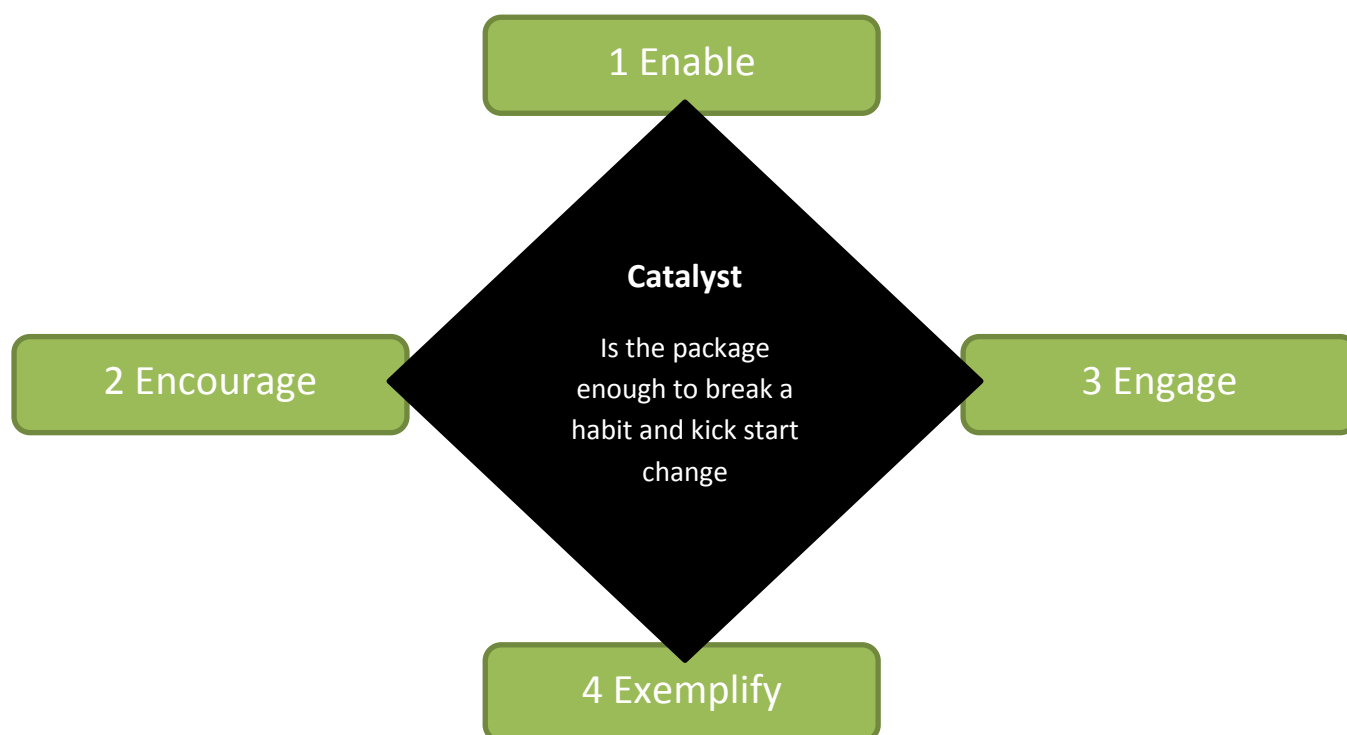 1 Enable
Catalyst
Is the package
enough to break a
habit and kick start
change
2 Encourage
3 Engage
4 Exemplify